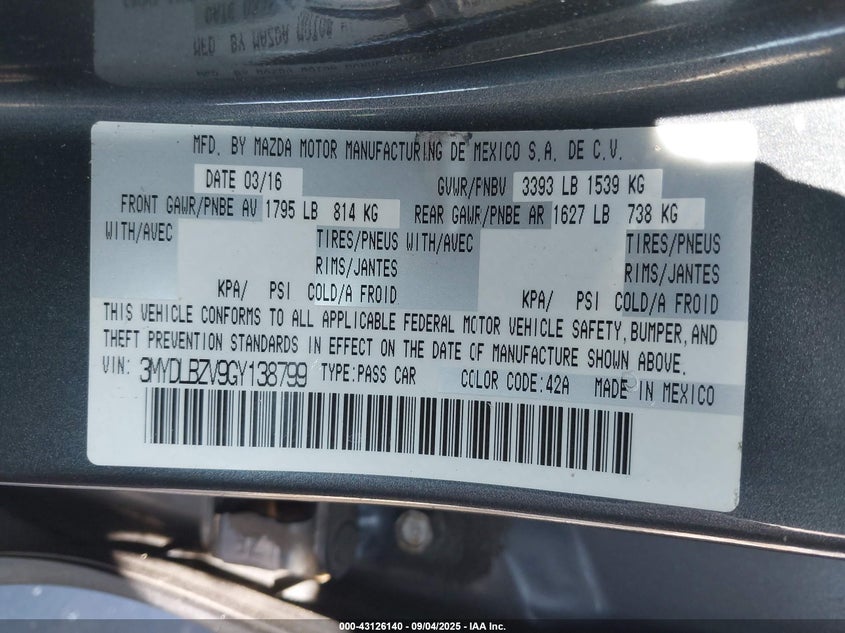 MFD. BY MAZDA MOTOR MANUFACTURING DE MEXICO S.A. DE C.V.
DATE 03/16 GVWR/FNBV 3393 LB 1539 KG
FRONT GAWR/PNBE AV 1795 LB 814 KG REAR GAWR/PNBE AR 1627 LB 738 KG
WITH/AVEC TIRES/PNEUS WITH/AVEC TIRES/PNEUS
RIMS/JANTES RIMS/JANTES
KPA/ PSI COLD/A FROID KPA/ PSI COLD/A FROID
THIS VEHICLE CONFORMS TO ALL APPLICABLE FEDERAL MOTOR VEHICLE SAFETY, BUMPER, AND
THEFT PREVENTION STANDARDS IN EFFECT ON THE DATE OF MANUFACTURE SHOWN ABOVE.
VIN: 3MYDLBZV9GY138799 TYPE: PASS CAR COLOR CODE: 42A MADE IN MEXICO
000-43126140 - 09/04/2025 - IAA Inc.